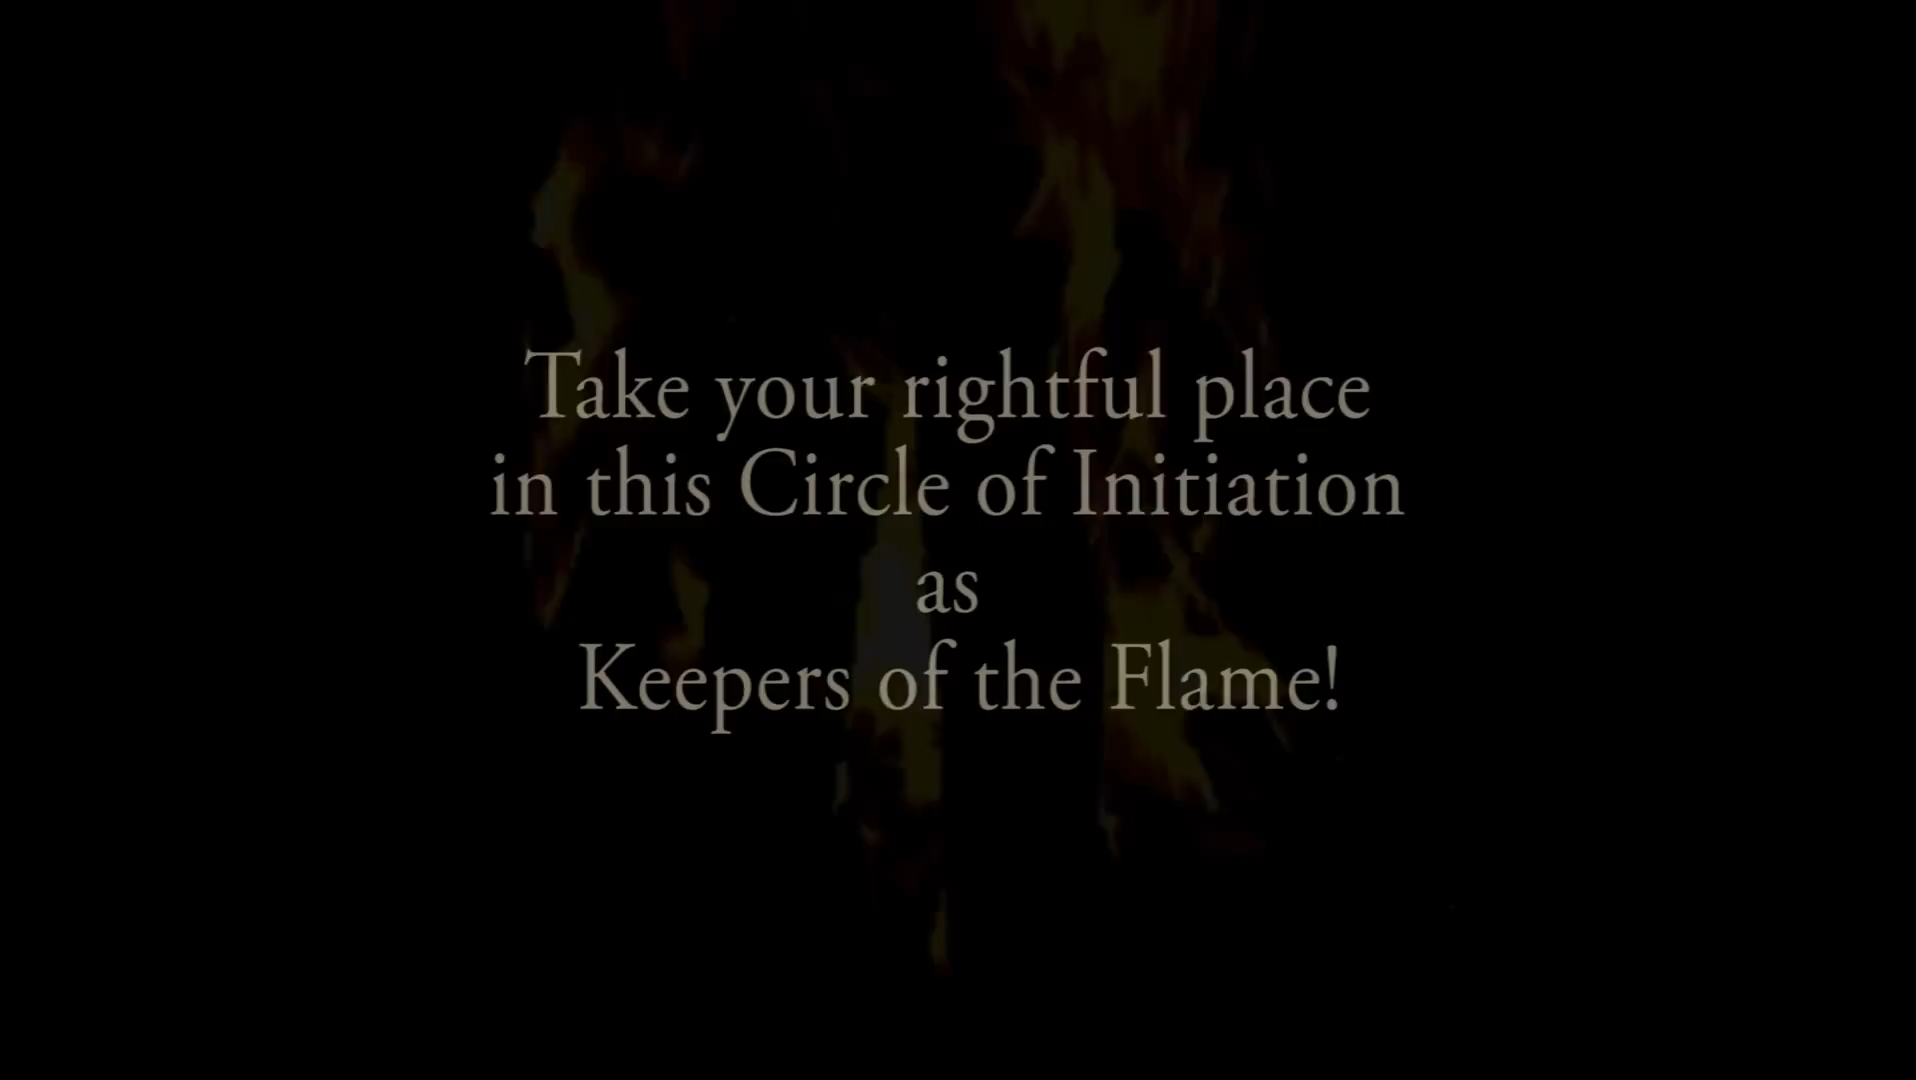 Take your rightful place
in this Circle of Initiation
as
Keepers of the Flame!